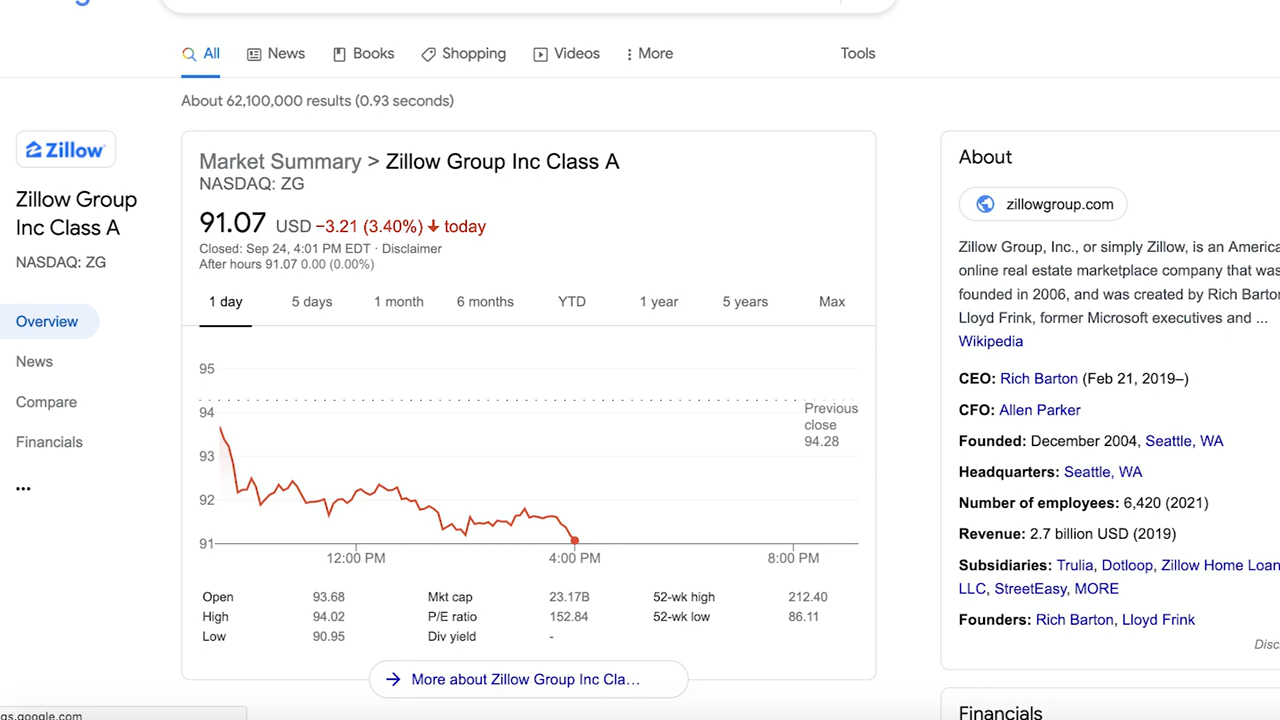 All
News
Books
Shopping
Videos
More
Tools
About 62,100,000 results (0.93 seconds)
Zillow
Zillow Group
Inc Class A
NASDAQ: ZG
Overview
News
Compare
Financials
Market Summary > Zillow Group Inc Class A
NASDAQ: ZG
91.07 USD −3.21 (3.40%) today
Closed: Sep 24, 4:01 PM EDT · Disclaimer
After hours 91.07 0.00 (0.00%)
1 day 5 days 1 month 6 months YTD 1 year 5 years Max
95
94
93
92
91
Previous
close
94.28
12:00 PM 4:00 PM 8:00 PM
Open 93.68 Mkt cap 23.17B 52-wk high 212.40
High 94.02 P/E ratio 152.84 52-wk low 86.11
Low 90.95 Div yield -
More about Zillow Group Inc Cla...
About
zillowgroup.com
Zillow Group, Inc., or simply Zillow, is an America
online real estate marketplace company that was
founded in 2006, and was created by Rich Barton
Lloyd Frink, former Microsoft executives and ...
Wikipedia
CEO: Rich Barton (Feb 21, 2019–)
CFO: Allen Parker
Founded: December 2004, Seattle, WA
Headquarters: Seattle, WA
Number of employees: 6,420 (2021)
Revenue: 2.7 billion USD (2019)
Subsidiaries: Trulia, Dotloop, Zillow Home Loan
LLC, StreetEasy, MORE
Founders: Rich Barton, Lloyd Frink
Disc
Financials
gs.google.com